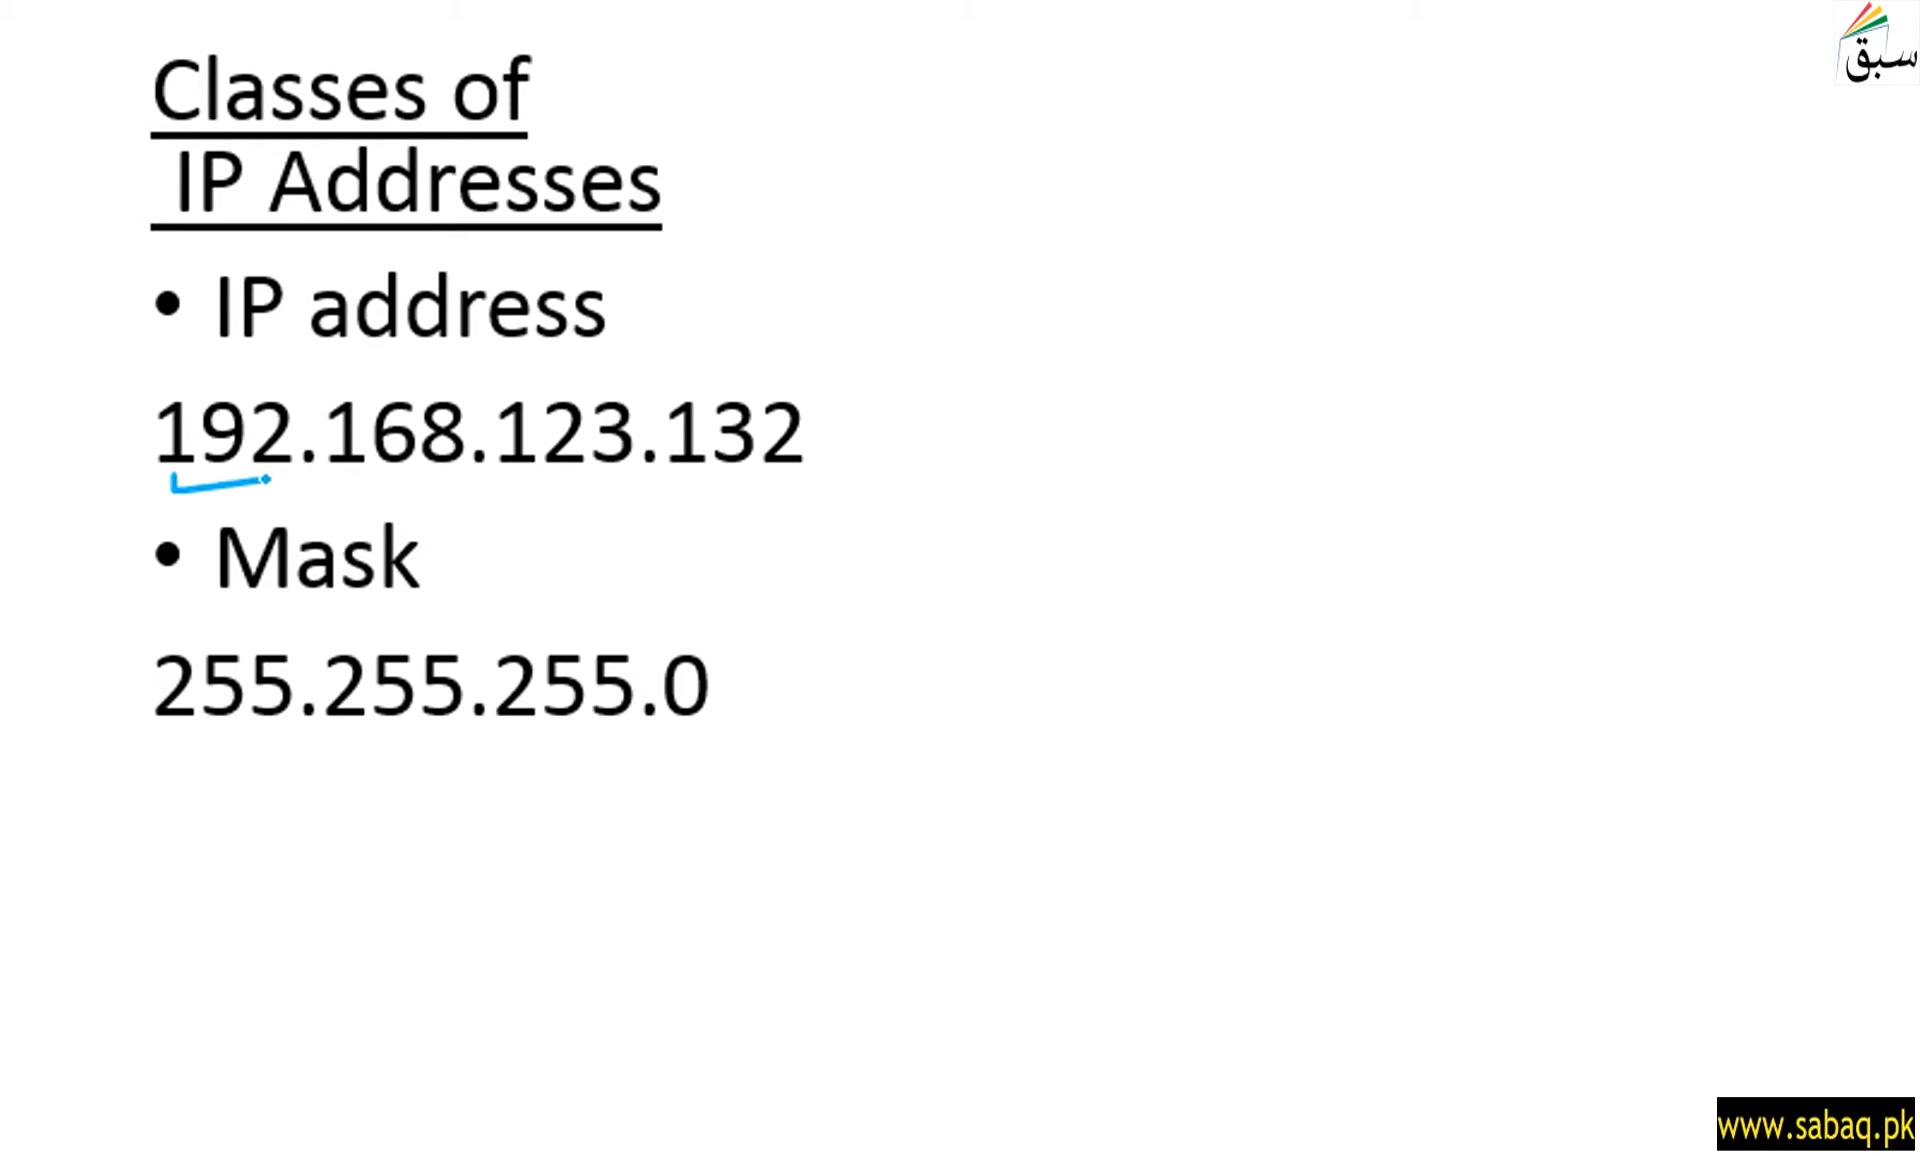 سبق
Classes of
IP Addresses
• IP address
192.168.123.132
• Mask
255.255.255.0
www.sabaq.pk